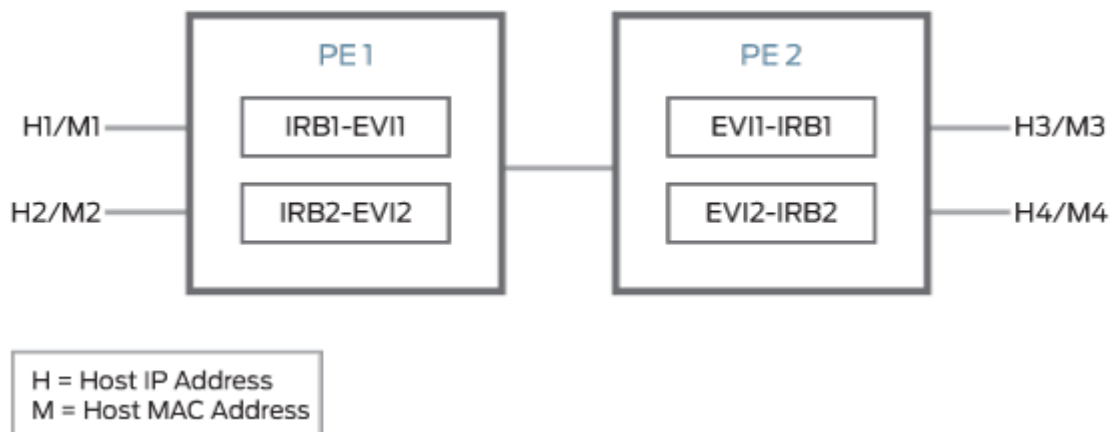 PE 1
PE 2
H1/M1
IRB1-EVI1
EVI1-IRB1
H3/M3
H2/M2
IRB2-EVI2
EVI2-IRB2
H4/M4
H = Host IP Address
M = Host MAC Address